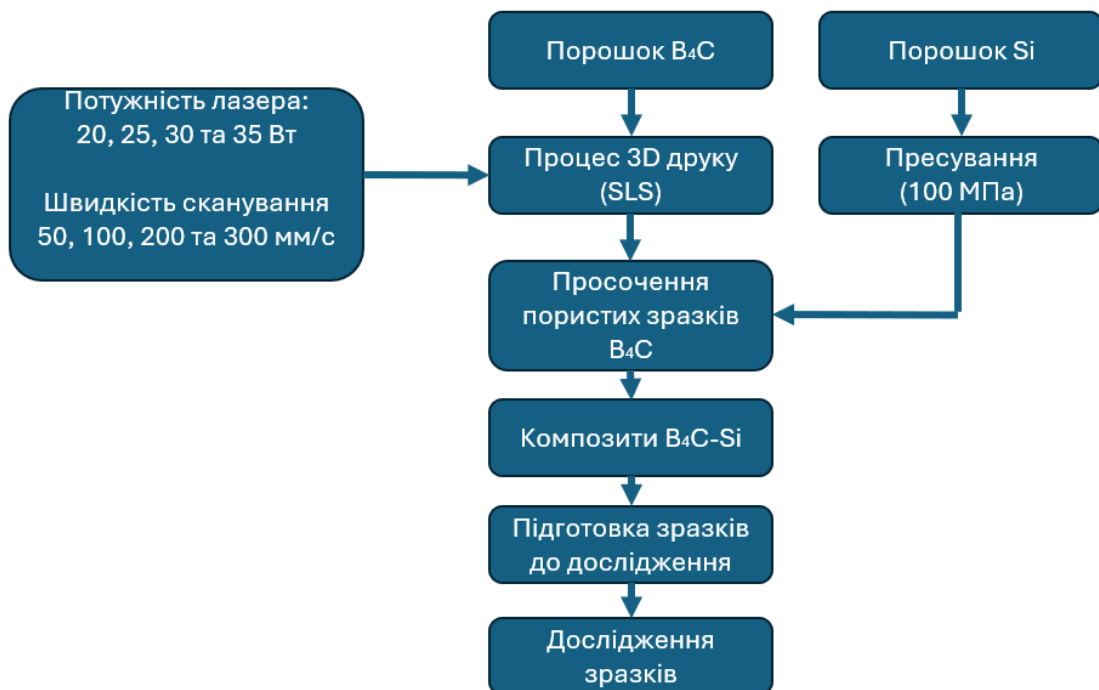 Порошок B₄C
Порошок Si
Потужність лазера:
20, 25, 30 та 35 Вт
Швидкість сканування
50, 100, 200 та 300 мм/с
Процес 3D друку
(SLS)
Пресування
(100 МПа)
Просочення
пористих зразків
B₄C
Композити B₄C-Si
Підготовка зразків
до дослідження
Дослідження
зразків